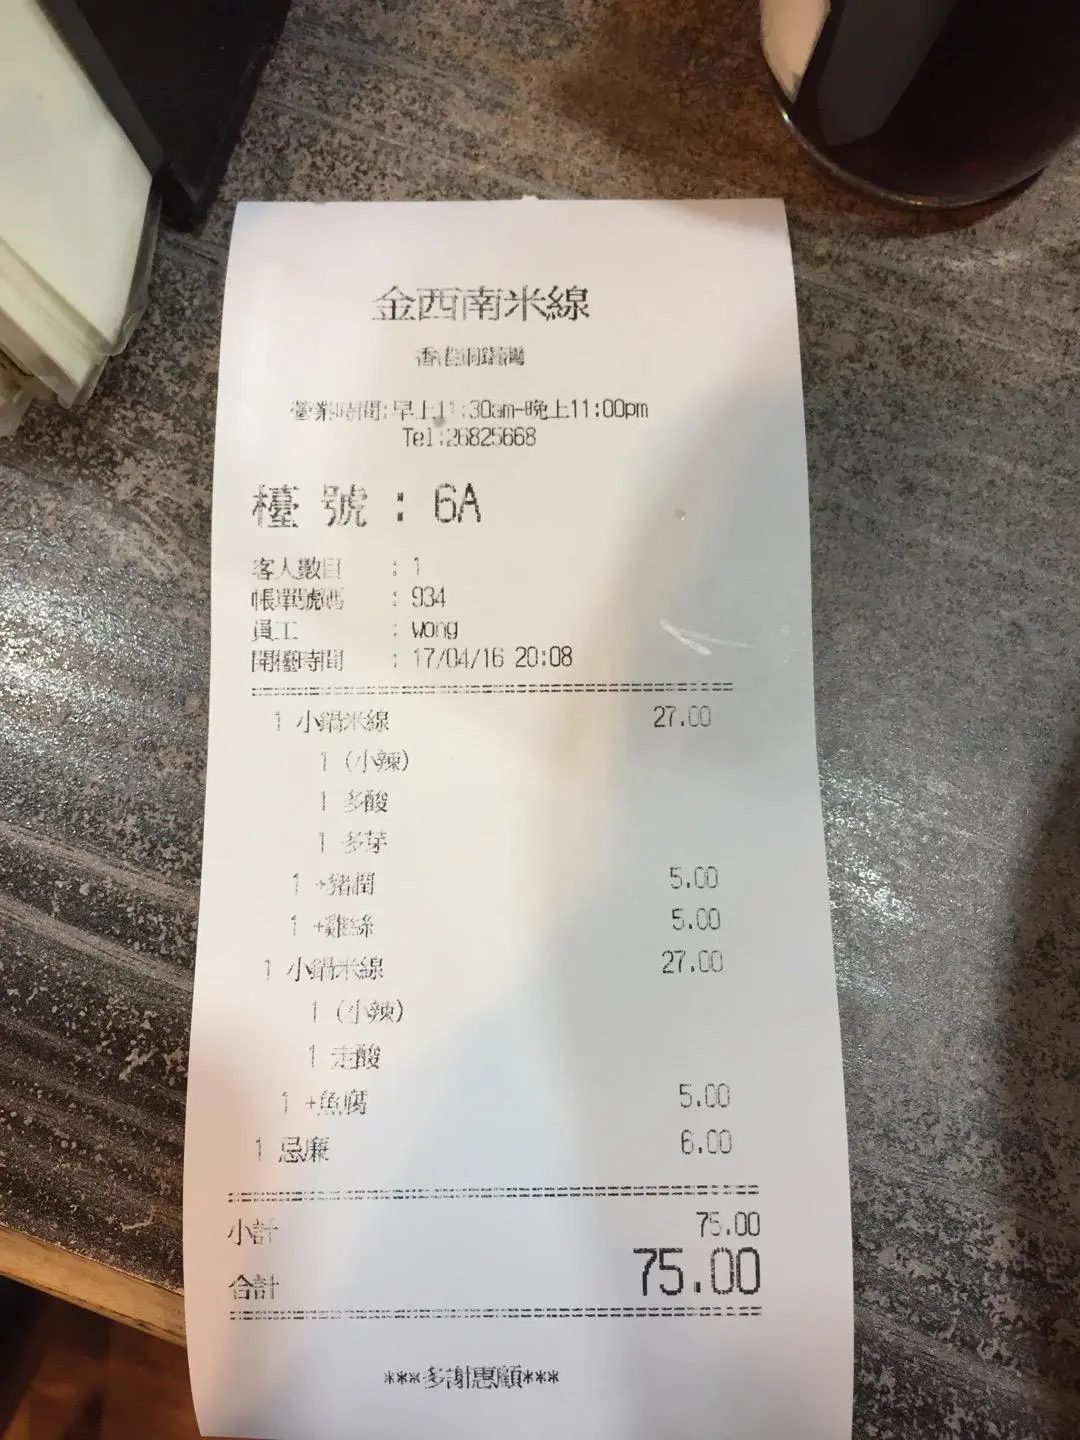 金西南米線
香港銅鑼灣
營業時間:早上11:30am-晚上11:00pm
Tel:26825668
檯 號 : 6A
客人數目 : 1
帳單號碼 : 934
員工 : wong
開檯時間 : 17/04/16 20:08
1 小鍋米線 27.00
1 (小辣)
1 多酸
1 多芽
1 +豬潤 5.00
1 +雞絲 5.00
1 小鍋米線 27.00
1 (小辣)
1 走酸
1 +魚腐 5.00
1 忌廉 6.00
小計 75.00
合計 75.00
***多謝惠顧***